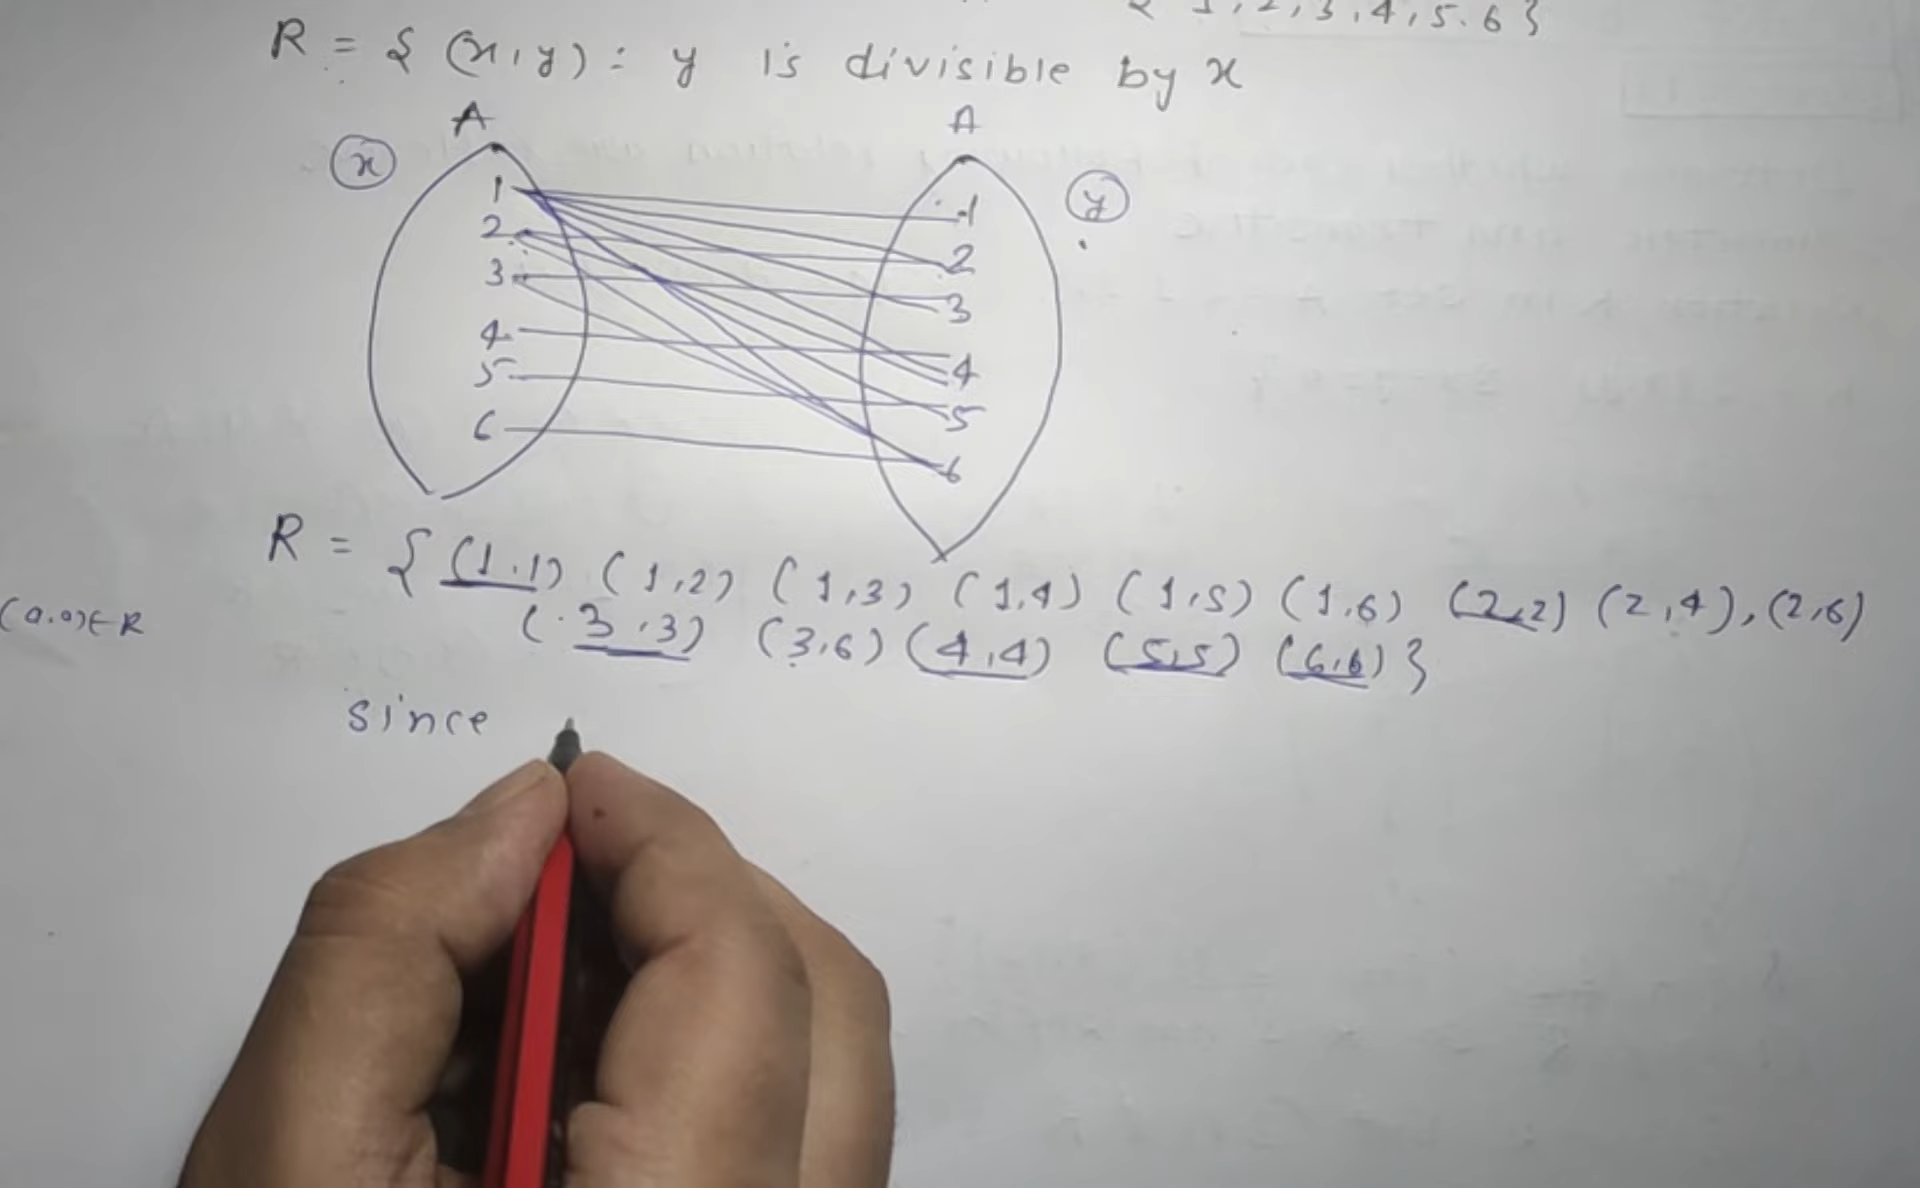 {1,2,3,4,5.6}
R = { (x,y): y is divisible by x
A A
x y
1 1
2 2
3 3
4 4
5 5
6 6
R = { (1,1) (1,2) (1,3) (1,4) (1,5) (1,6) (2,2) (2,4), (2,6)
(a,a)∈R (3,3) (3,6) (4,4) (5,5) (6,6) }
since